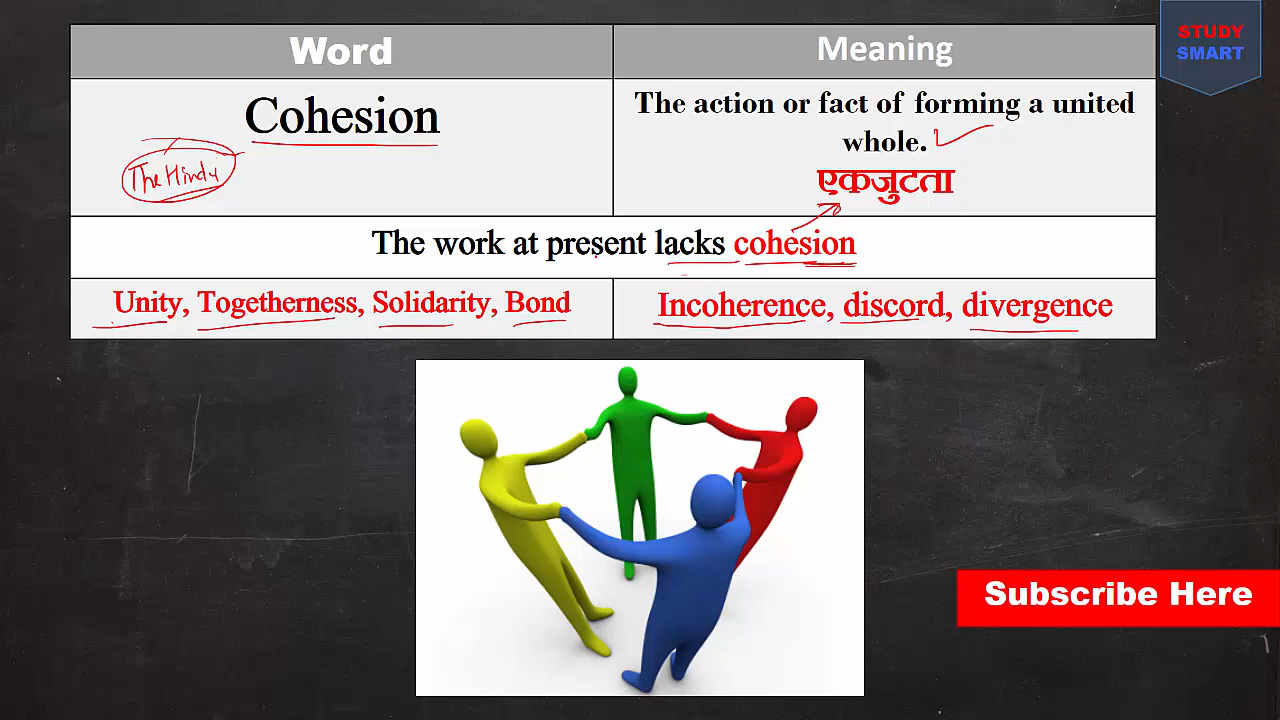 Word
Meaning
STUDY
SMART
Cohesion
The action or fact of forming a united
whole.
The Hindu
एकजुटता
The work at present lacks cohesion
Unity, Togetherness, Solidarity, Bond
Incoherence, discord, divergence
Subscribe Here